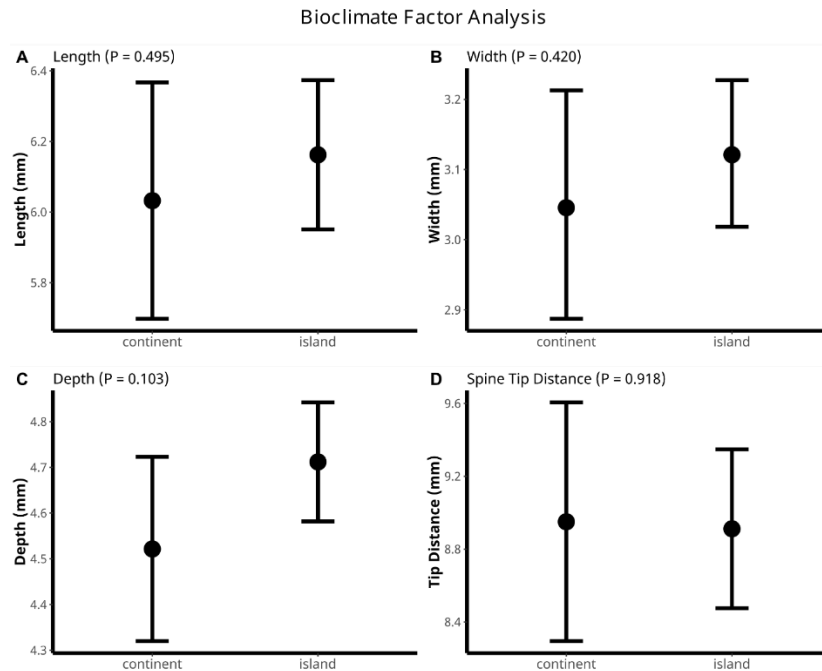 Bioclimate Factor Analysis
A Length (P = 0.495)
Length (mm)
6.4
6.2
6.0
5.8
continent island
B Width (P = 0.420)
Width (mm)
3.2
3.1
3.0
2.9
continent island
C Depth (P = 0.103)
Depth (mm)
4.8
4.7
4.6
4.5
4.4
4.3
continent island
D Spine Tip Distance (P = 0.918)
Tip Distance (mm)
9.6
9.2
8.8
8.4
continent island